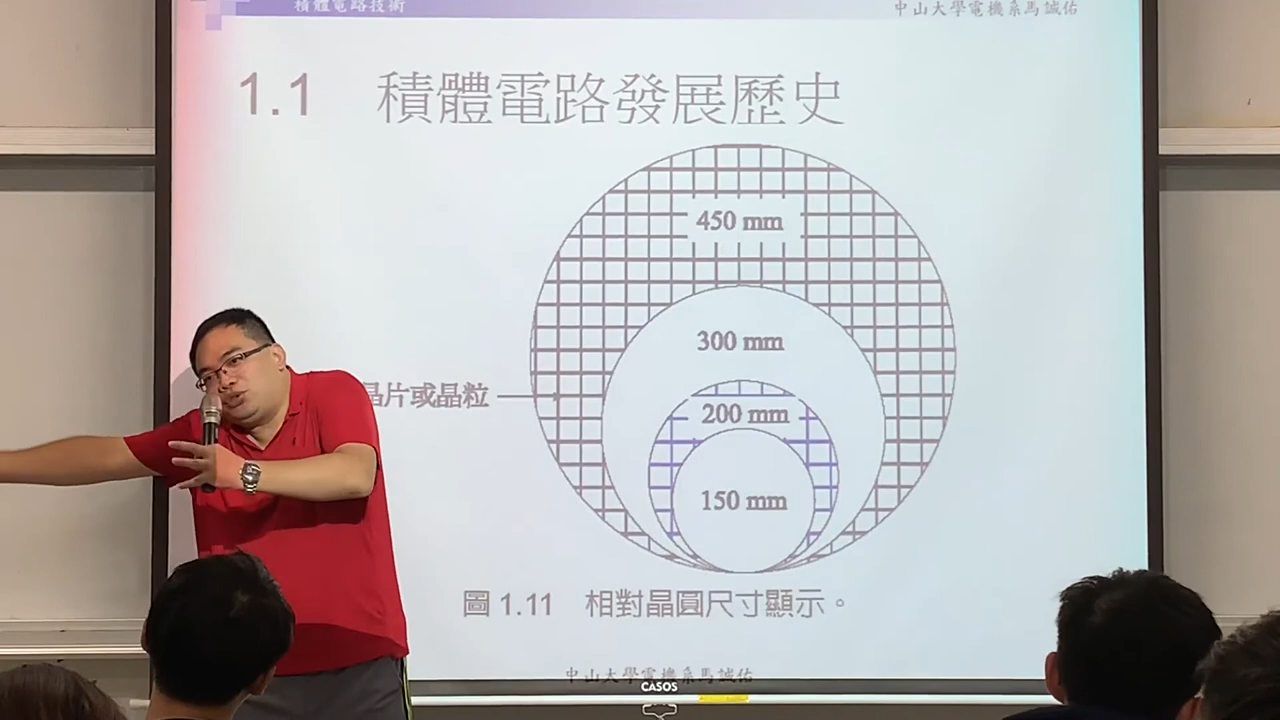 積體電路技術
中山大學電機系馬誠佑
1.1 積體電路發展歷史
450 mm
300 mm
晶片或晶粒
200 mm
150 mm
圖 1.11 相對晶圓尺寸顯示。
中山大學電機系馬誠佑
CASOS